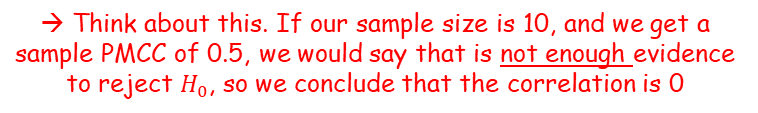 → Think about this. If our sample size is 10, and we get a
sample PMCC of 0.5, we would say that is not enough evidence
to reject H₀, so we conclude that the correlation is 0